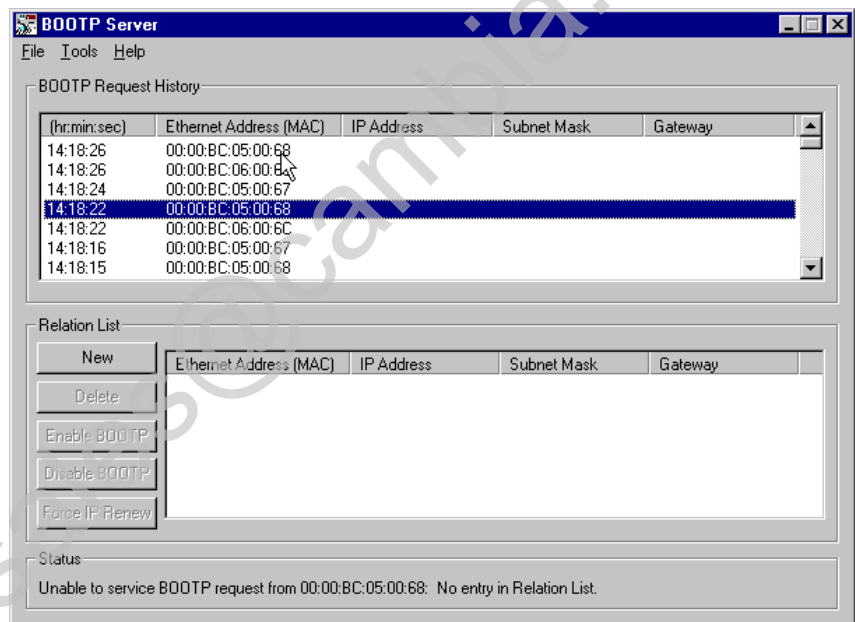 BOOTP Server
File Tools Help
BOOTP Request History
(hr:min:sec) Ethernet Address (MAC) IP Address Subnet Mask Gateway
14:18:26 00:00:BC:05:00:68
14:18:26 00:00:BC:06:00:
14:18:24 00:00:BC:05:00:67
14:18:22 00:00:BC:05:00:68
14:18:22 00:00:BC:06:00:6C
14:18:16 00:00:BC:05:00:67
14:18:15 00:00:BC:05:00:68
Relation List
New
Delete
Enable BOOTP
Disable BOOTP
Force IP Renew
Ethernet Address (MAC) IP Address Subnet Mask Gateway
Status
Unable to service BOOTP request from 00:00:BC:05:00:68: No entry in Relation List.